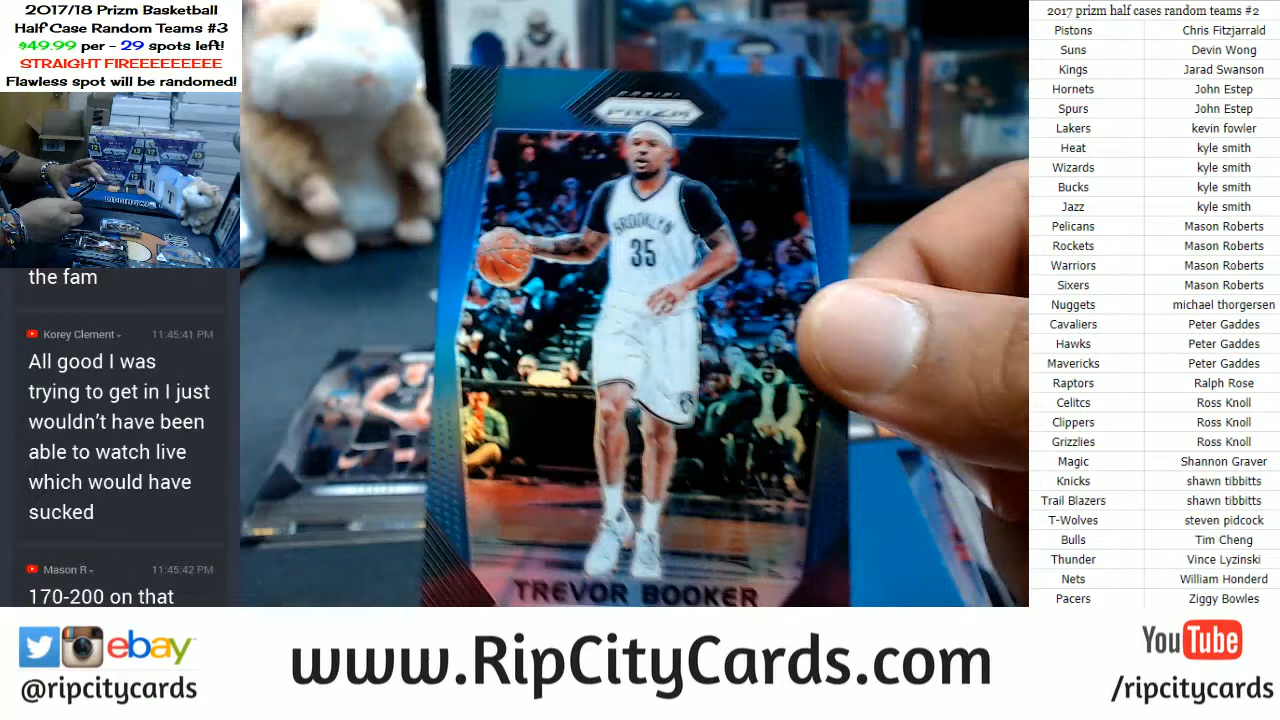 2017/18 Prizm Basketball
Half Case Random Teams #3
$49.99 per - 29 spots left!
STRAIGHT FIREEEEEEEEE
Flawless spot will be randomed!
the fam
Korey Clement
11:45:41 PM
All good I was
trying to get in I just
wouldn't have been
able to watch live
which would have
sucked
Mason R
11:45:42 PM
170-200 on that
PANINI
PRIZM
BROOKLYN
35
TREVOR BOOKER
2017 prizm half cases random teams #2
Pistons Chris Fitzjarrald
Suns Devin Wong
Kings Jarad Swanson
Hornets John Estep
Spurs John Estep
Lakers kevin fowler
Heat kyle smith
Wizards kyle smith
Bucks kyle smith
Jazz kyle smith
Pelicans Mason Roberts
Rockets Mason Roberts
Warriors Mason Roberts
Sixers Mason Roberts
Nuggets michael thorgersen
Cavaliers Peter Gaddes
Hawks Peter Gaddes
Mavericks Peter Gaddes
Raptors Ralph Rose
Celitcs Ross Knoll
Clippers Ross Knoll
Grizzlies Ross Knoll
Magic Shannon Graver
Knicks shawn tibbitts
Trail Blazers shawn tibbitts
T-Wolves steven pidcock
Bulls Tim Cheng
Thunder Vince Lyzinski
Nets William Honderd
Pacers Ziggy Bowles
ebay
@ripcitycards
www.RipCityCards.com
YouTube
/ripcitycards